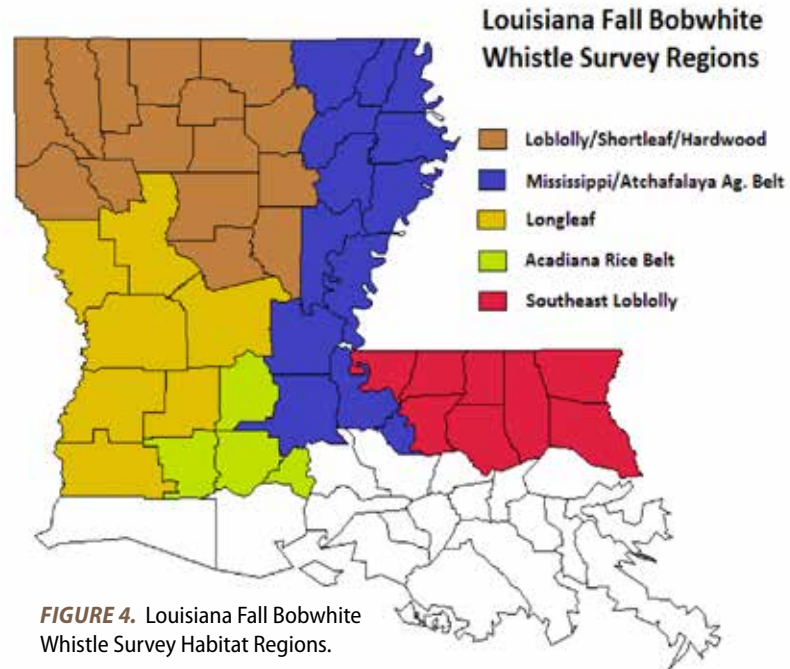 Louisiana Fall Bobwhite
Whistle Survey Regions
Loblolly/Shortleaf/Hardwood
Mississippi/Atchafalaya Ag. Belt
Longleaf
Acadiana Rice Belt
Southeast Loblolly
FIGURE 4. Louisiana Fall Bobwhite
Whistle Survey Habitat Regions.